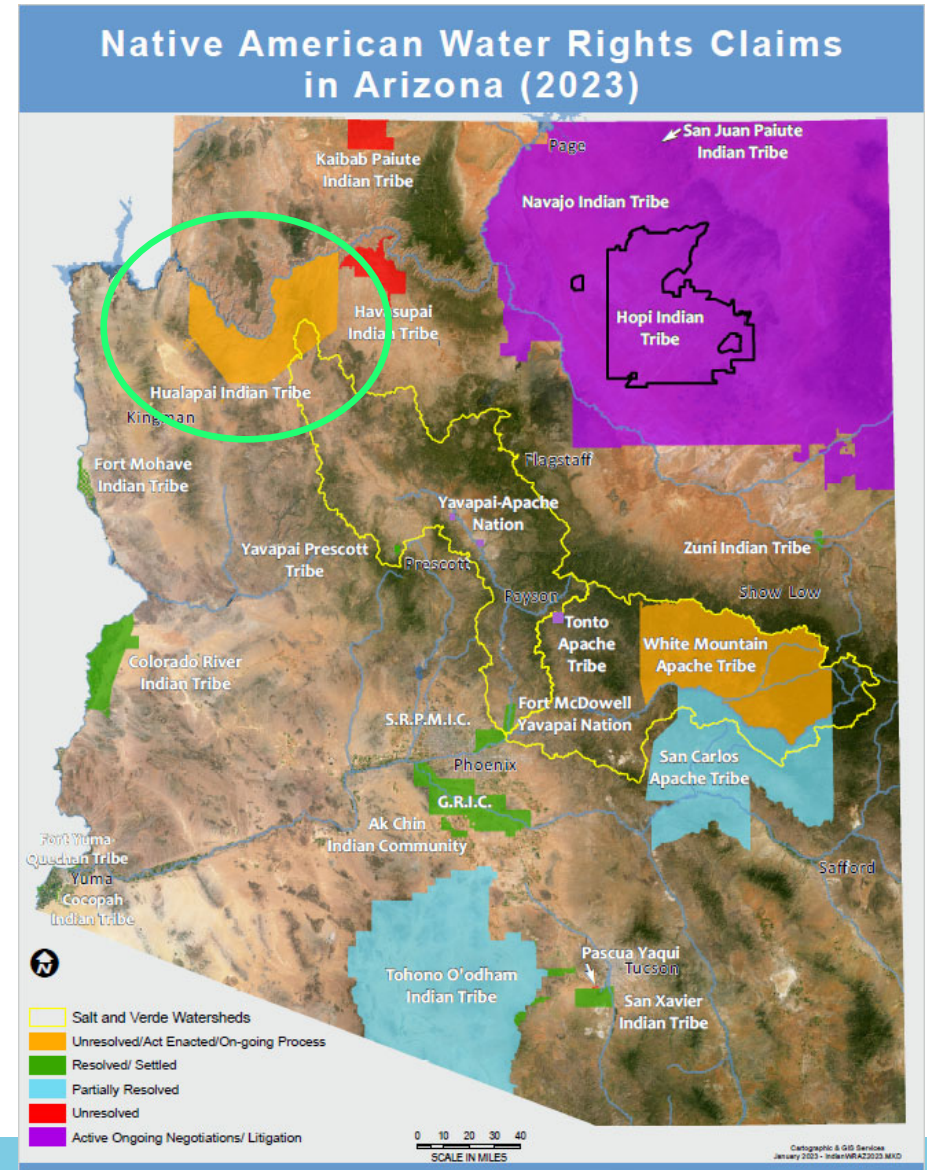 Native American Water Rights Claims
in Arizona (2023)
San Juan Paiute
Indian Tribe
Page
Kaibab Paiute
Indian Tribe
Navajo Indian Tribe
Havasupai
Indian Tribe
Hopi Indian
Tribe
Hualapai Indian Tribe
Kingman
Flagstaff
Fort Mohave
Indian Tribe
Yavapai-Apache
Nation
Yavapai Prescott
Tribe
Prescott
Zuni Indian Tribe
Show Low
Payson
Tonto
Apache
Tribe
White Mountain
Apache Tribe
Colorado River
Indian Tribe
Fort McDowell
Yavapai Nation
S.R.P.M.I.C.
San Carlos
Apache Tribe
Phoenix
G.R.I.C.
Ak Chin
Indian Community
Fort Yuma-
Quechan Tribe
Yuma
Cocopah
Indian Tribe
Safford
Pascua Yaqui
Tucson
Tohono O'odham
Indian Tribe
San Xavier
Indian Tribe
N
Salt and Verde Watersheds
Unresolved/Act Enacted/On-going Process
Resolved/ Settled
Partially Resolved
Unresolved
Active Ongoing Negotiations/ Litigation
0 10 20 30 40
SCALE IN MILES
Cartographic & GIS Services
January 2023 - IndianWRAZ2023.MXD